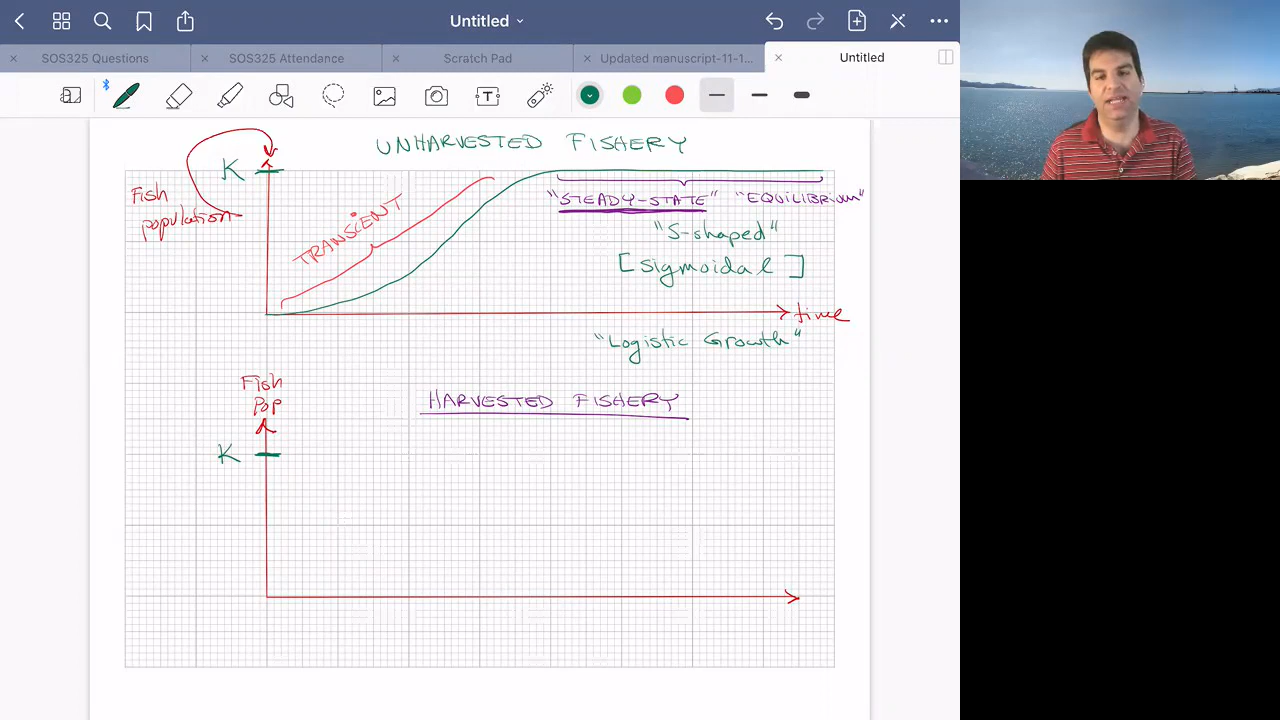 Untitled
SOS325 Questions
SOS325 Attendance
Scratch Pad
Updated manuscript-11-1...
Untitled
UNHARVESTED FISHERY
K
Fish
population
TRANSIENT
"STEADY-STATE" "EQUILIBRIUM"
"S-shaped"
[Sigmoidal]
time
"Logistic Growth"
Fish
Pop
HARVESTED FISHERY
K